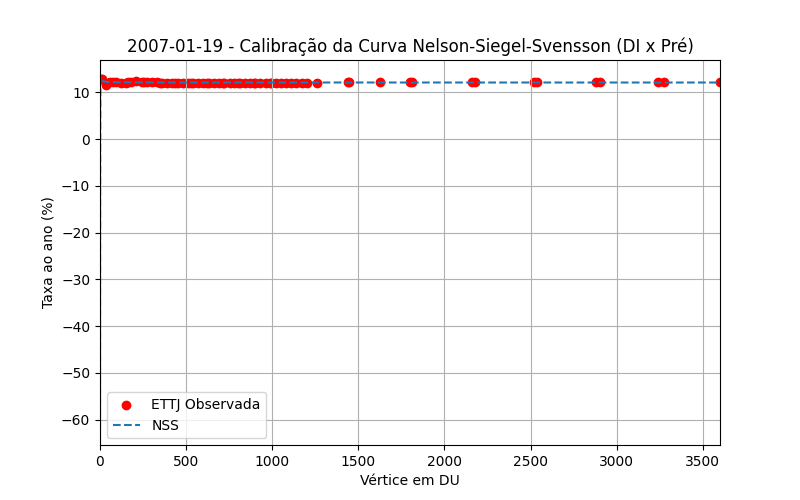 2007-01-19 - Calibração da Curva Nelson-Siegel-Svensson (DI x Pré)
Taxa ao ano (%)
10
0
−10
−20
−30
−40
−50
−60
ETTJ Observada
NSS
0 500 1000 1500 2000 2500 3000 3500
Vértice em DU